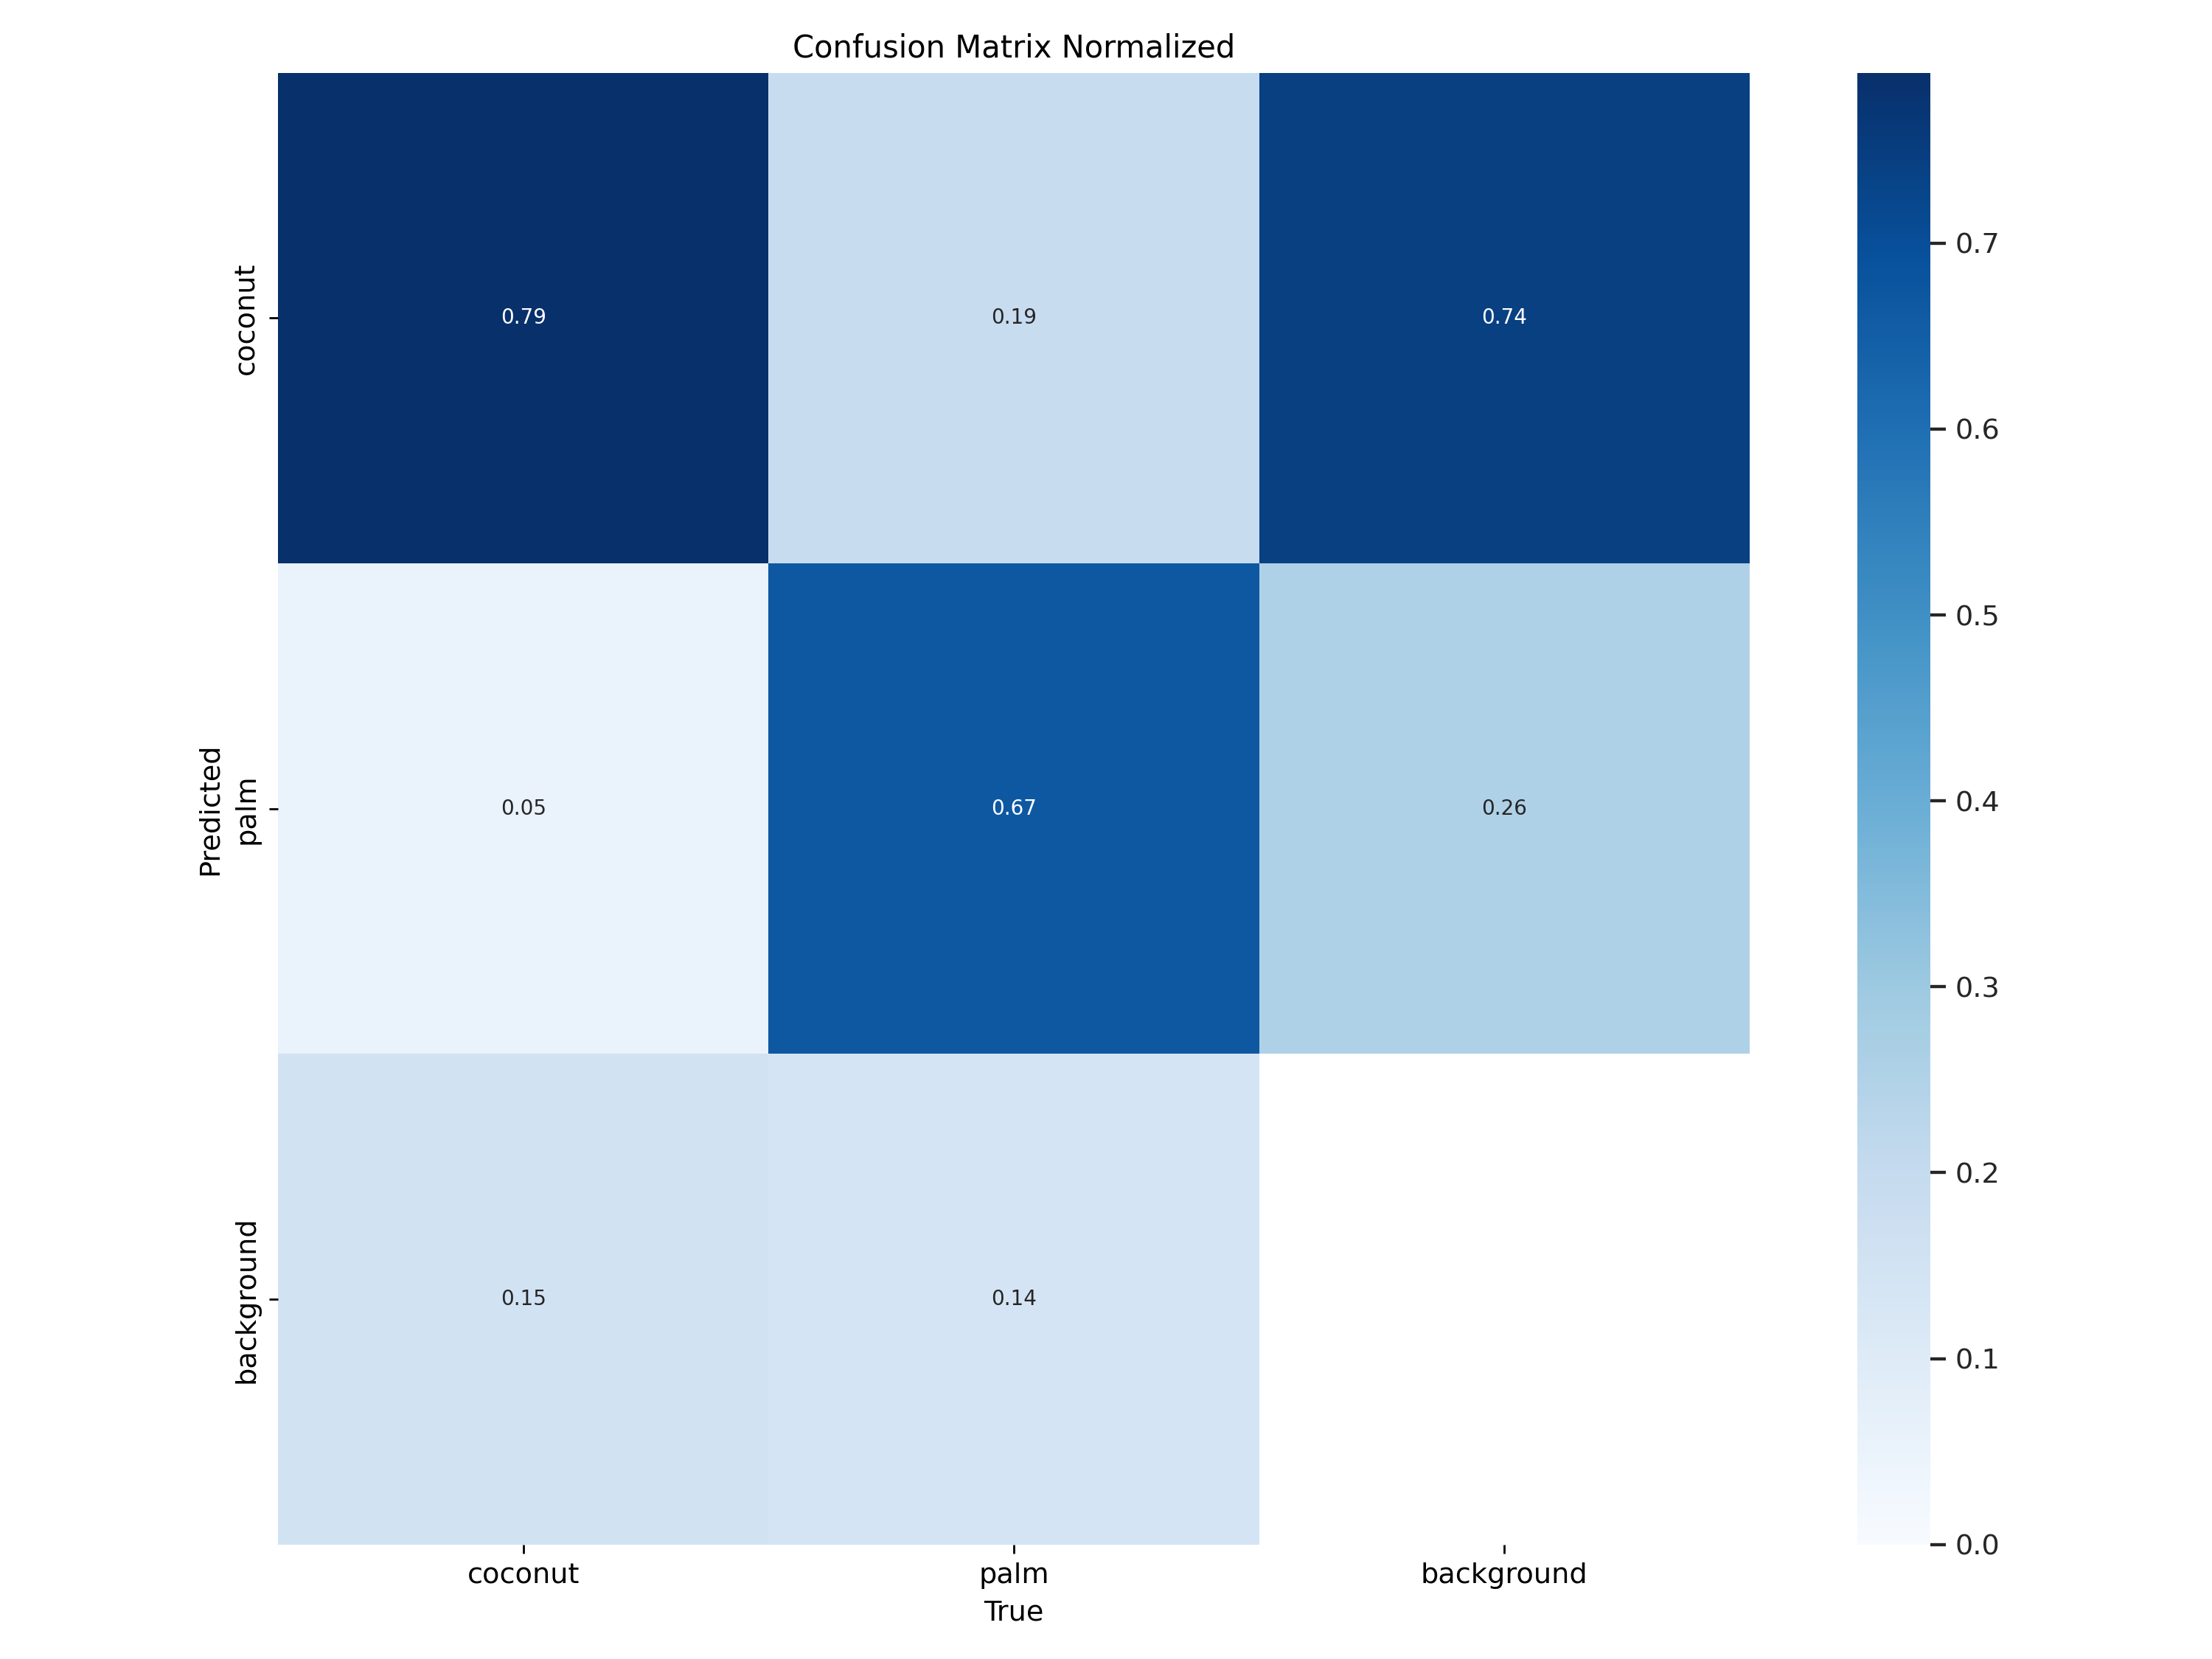 Confusion Matrix Normalized
coconut
0.79
0.19
0.74
palm
0.05
0.67
0.26
background
0.15
0.14
Predicted
coconut
palm
background
True
0.7
0.6
0.5
0.4
0.3
0.2
0.1
0.0